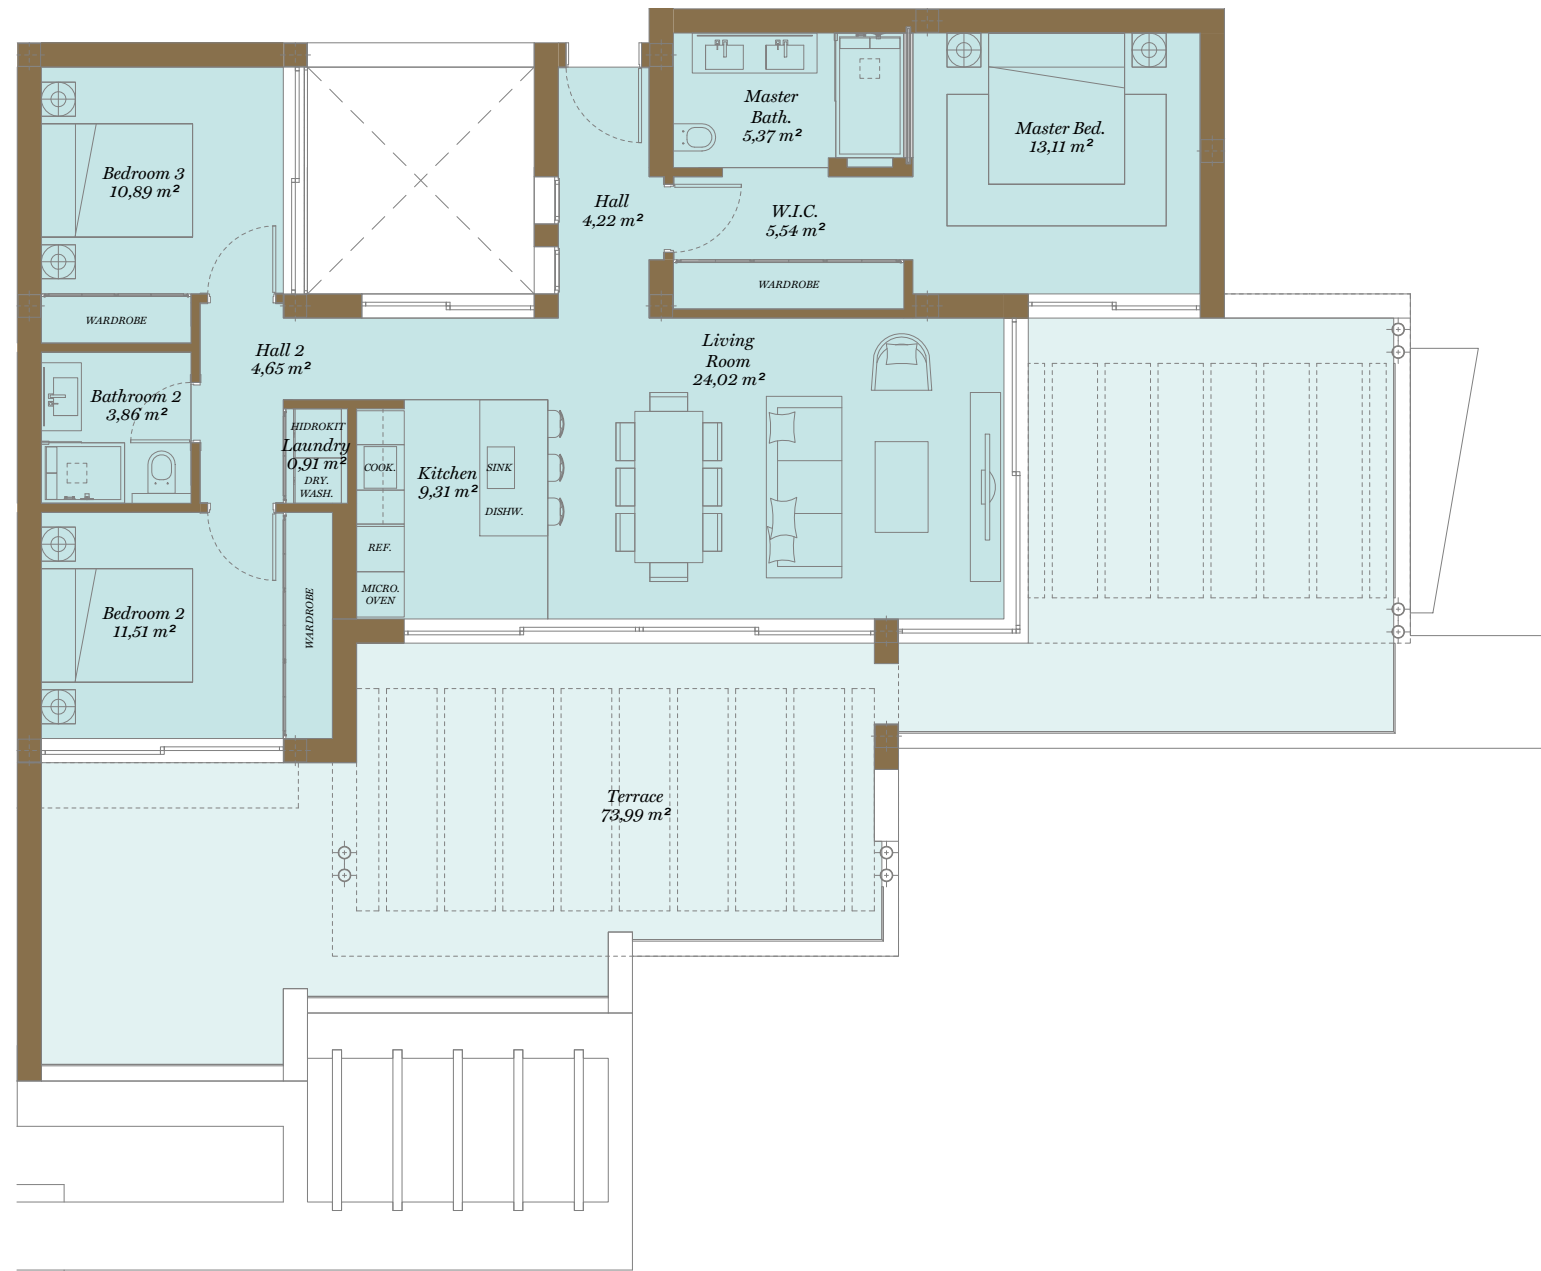 Master
Bath.
5,37 m²
Master Bed.
13,11 m²
Bedroom 3
10,89 m²
Hall
4,22 m²
W.I.C.
5,54 m²
WARDROBE
WARDROBE
Hall 2
4,65 m²
Living
Room
24,02 m²
Bathroom 2
3,86 m²
HIDROKIT
Laundry
0,91 m²
DRY.
WASH.
COOK.
Kitchen
9,31 m²
SINK
DISHW.
REF.
MICRO.
OVEN
Bedroom 2
11,51 m²
WARDROBE
Terrace
73,99 m²